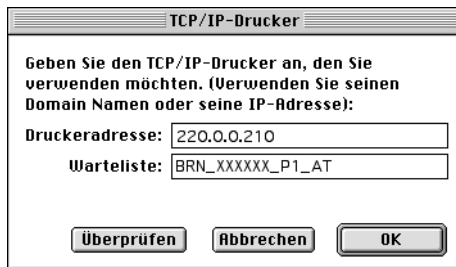 TCP/IP-Drucker
Geben Sie den TCP/IP-Drucker an, den Sie
verwenden möchten. (Verwenden Sie seinen
Domain Namen oder seine IP-Adresse):
Druckeradresse: 220.0.0.210
Warteliste: BRN_XXXXXX_P1_AT
Überprüfen Abbrechen OK